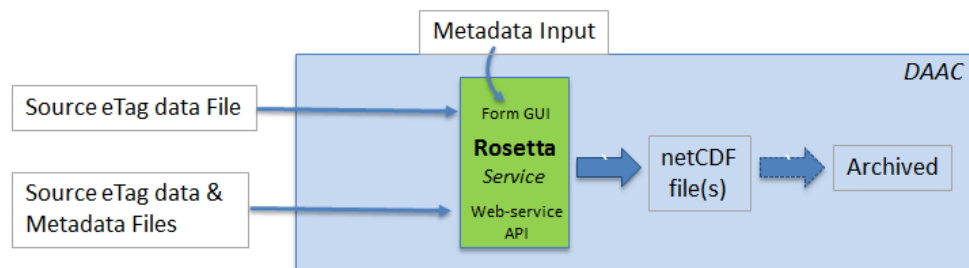 Metadata Input
DAAC
Source eTag data File
Form GUI
Rosetta
Service
Web-service
API
Source eTag data &
Metadata Files
netCDF
file(s)
Archived